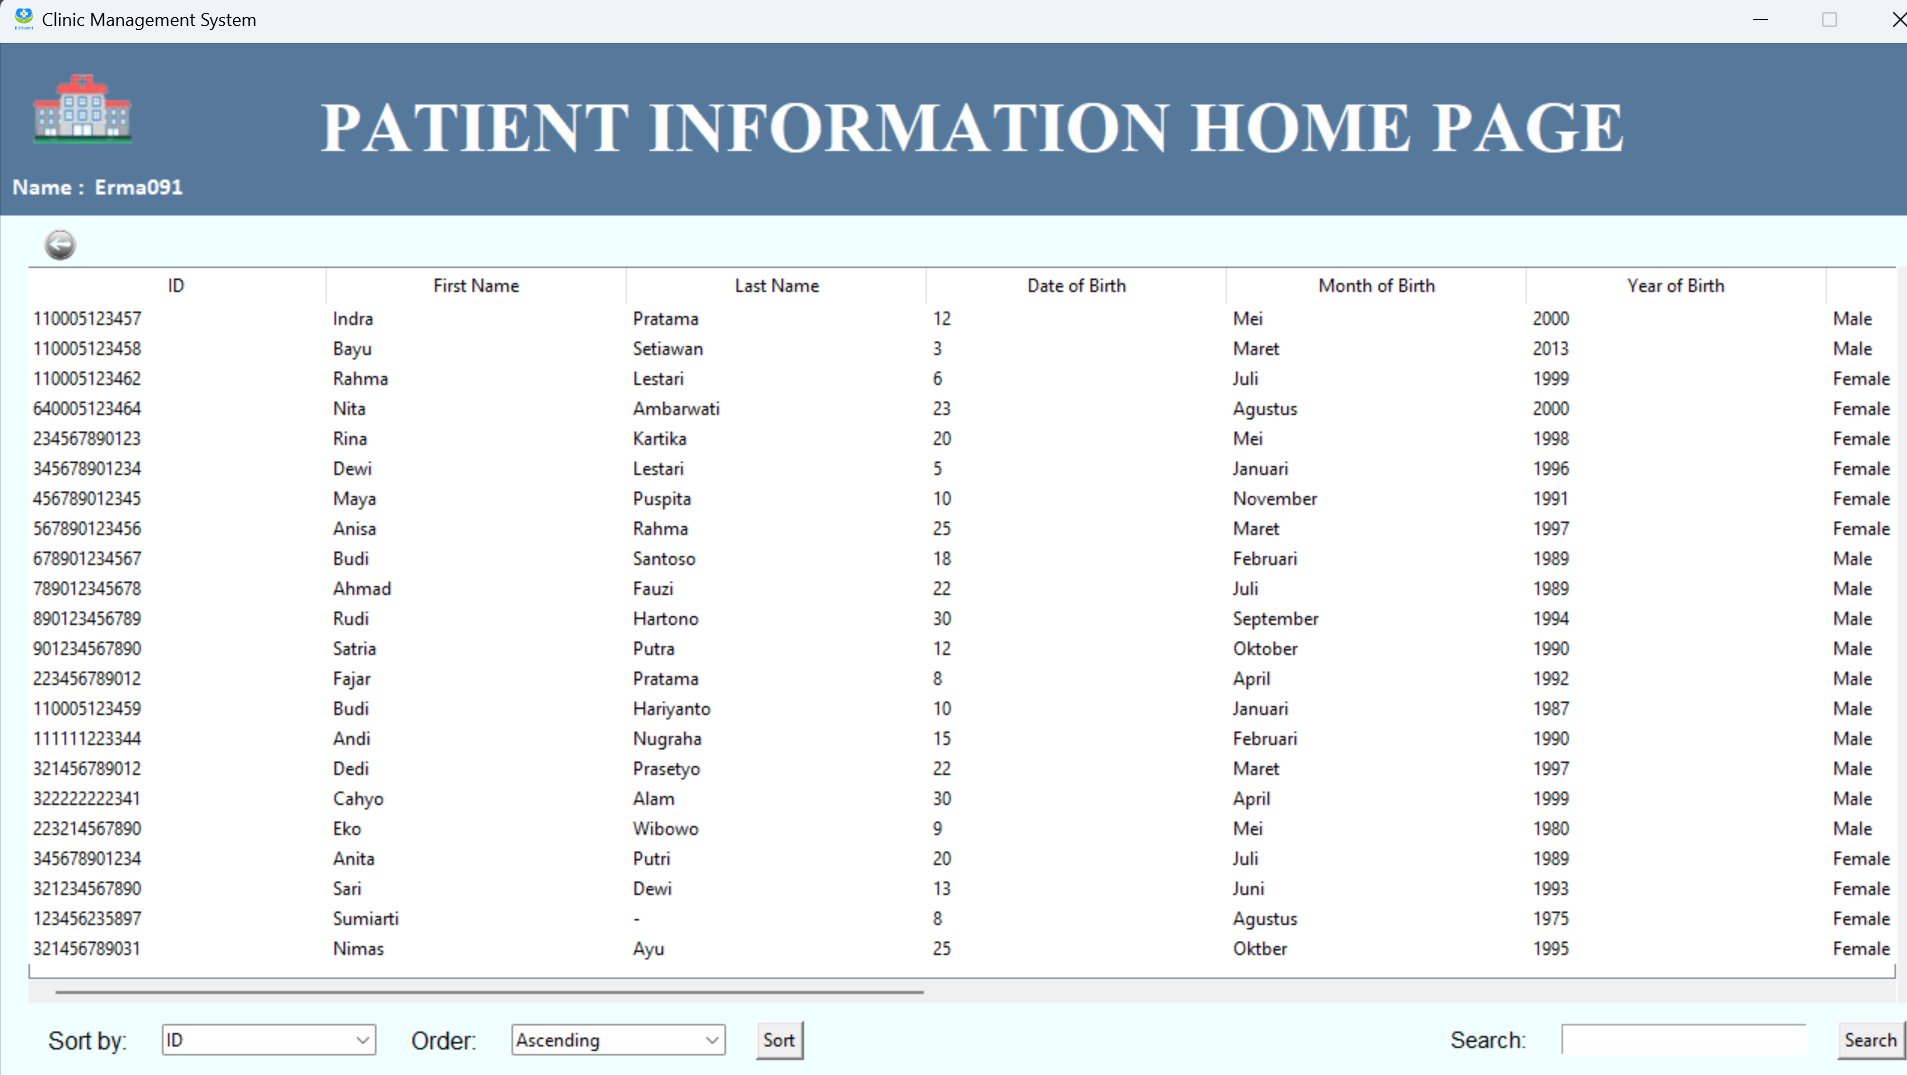 Clinic Management System
PATIENT INFORMATION HOME PAGE
Name : Erma091
ID First Name Last Name Date of Birth Month of Birth Year of Birth
110005123457 Indra Pratama 12 Mei 2000 Male
110005123458 Bayu Setiawan 3 Maret 2013 Male
110005123462 Rahma Lestari 6 Juli 1999 Female
640005123464 Nita Ambarwati 23 Agustus 2000 Female
234567890123 Rina Kartika 20 Mei 1998 Female
345678901234 Dewi Lestari 5 Januari 1996 Female
456789012345 Maya Puspita 10 November 1991 Female
567890123456 Anisa Rahma 25 Maret 1997 Female
678901234567 Budi Santoso 18 Februari 1989 Male
789012345678 Ahmad Fauzi 22 Juli 1989 Male
890123456789 Rudi Hartono 30 September 1994 Male
901234567890 Satria Putra 12 Oktober 1990 Male
223456789012 Fajar Pratama 8 April 1992 Male
110005123459 Budi Hariyanto 10 Januari 1987 Male
111111223344 Andi Nugraha 15 Februari 1990 Male
321456789012 Dedi Prasetyo 22 Maret 1997 Male
322222222341 Cahyo Alam 30 April 1999 Male
223214567890 Eko Wibowo 9 Mei 1980 Male
345678901234 Anita Putri 20 Juli 1989 Female
321234567890 Sari Dewi 13 Juni 1993 Female
123456235897 Sumiarti - 8 Agustus 1975 Female
321456789031 Nimas Ayu 25 Oktber 1995 Female
Sort by: ID Order: Ascending Sort Search: Search